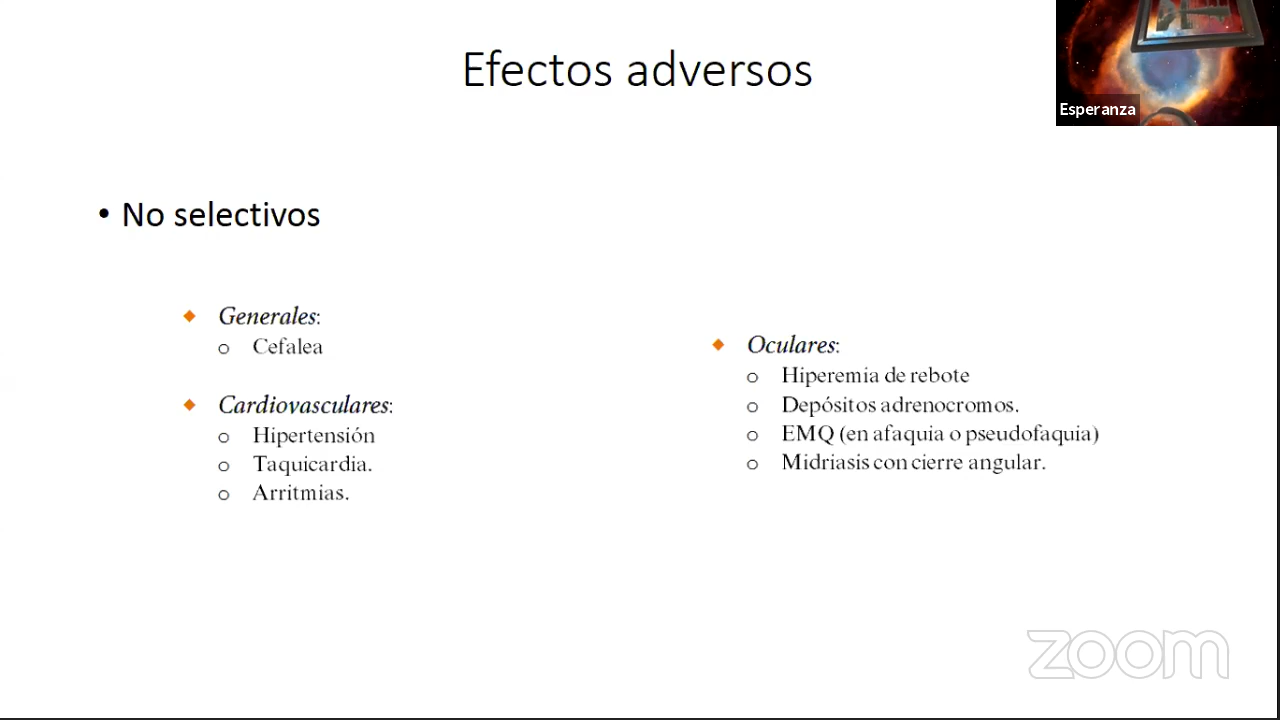 Efectos adversos
Esperanza
• No selectivos
◆ Generales:
o Cefalea
◆ Cardiovasculares:
o Hipertensión
o Taquicardia.
o Arritmias.
◆ Oculares:
o Hiperemia de rebote
o Depósitos adrenocromos.
o EMQ (en afaquia o pseudofaquia)
o Midriasis con cierre angular.
zoom